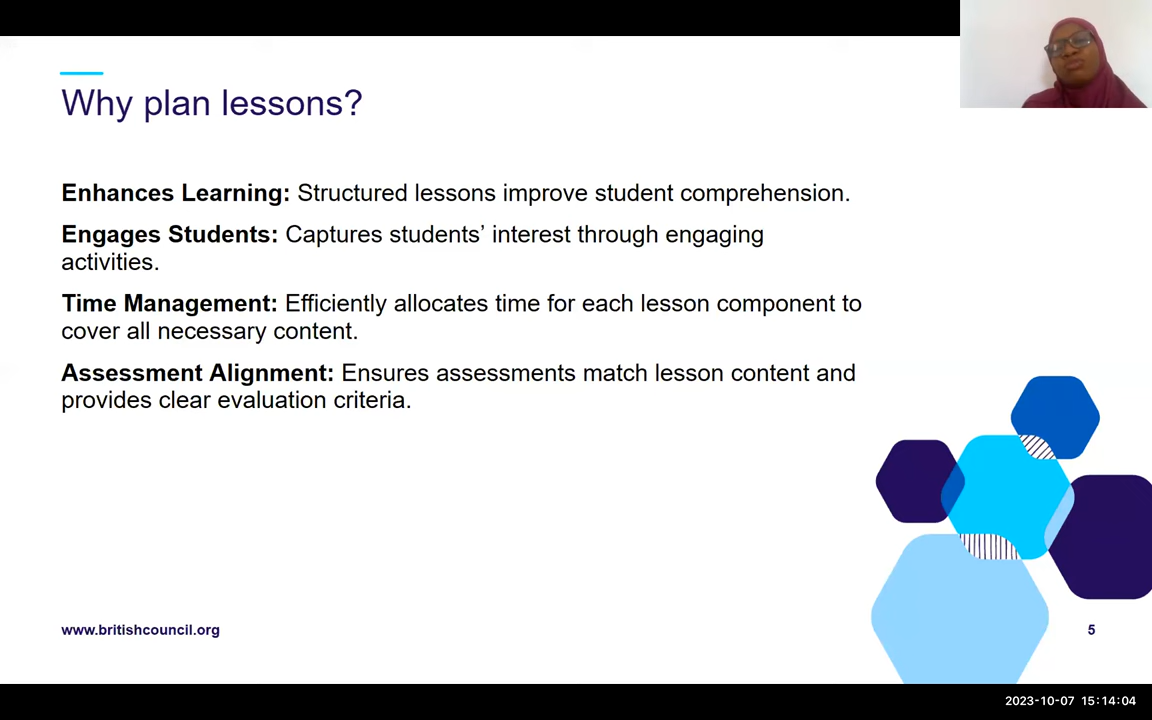 Why plan lessons?
Enhances Learning: Structured lessons improve student comprehension.
Engages Students: Captures students’ interest through engaging
activities.
Time Management: Efficiently allocates time for each lesson component to
cover all necessary content.
Assessment Alignment: Ensures assessments match lesson content and
provides clear evaluation criteria.
www.britishcouncil.org
5
2023-10-07 15:14:04